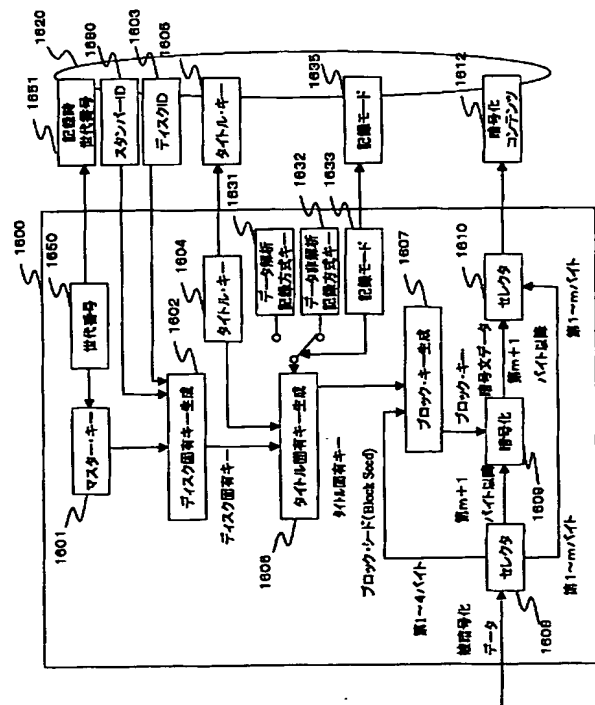 1600
1620
1651
記録時
世代番号
1680
スタンパーID
1603
ディスクID
1605
タイトル・キー
1635
記録モード
1612
暗号化
コンテンツ
1650
世代番号
1601
マスター・キー
1602
ディスク固有キー生成
ディスク固有キー
1604
タイトル・キー
1631
データ解析
記録方式キー
1632
データ非解析
記録方式キー
1633
記録モード
1606
タイトル固有キー生成
タイトル固有キー
1607
ブロック・キー生成
ブロック・キー
ブロック・シード(Block Seed)
第1~4バイト
1608
セレクタ
被暗号化
データ
第m+1
バイト以降
1609
暗号化
暗号文データ
第m+1
バイト以降
1610
セレクタ
第1~mバイト
第1~mバイト